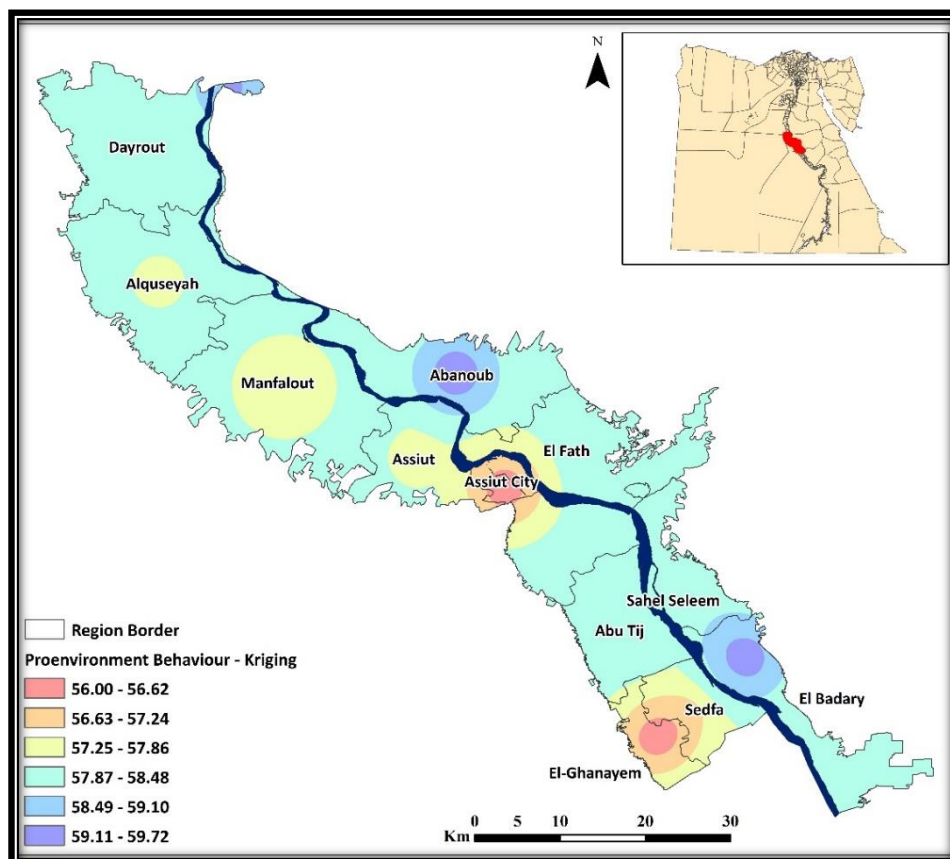 N
Dayrout
Alquseyah
Manfalout
Abanoub
Assiut
El Fath
Assiut City
Sahel Seleem
Abu Tij
El Badary
Sedfa
El-Ghanayem
Region Border
Proenvironment Behaviour - Kriging
56.00 - 56.62
56.63 - 57.24
57.25 - 57.86
57.87 - 58.48
58.49 - 59.10
59.11 - 59.72
0 5 10 20 30
Km